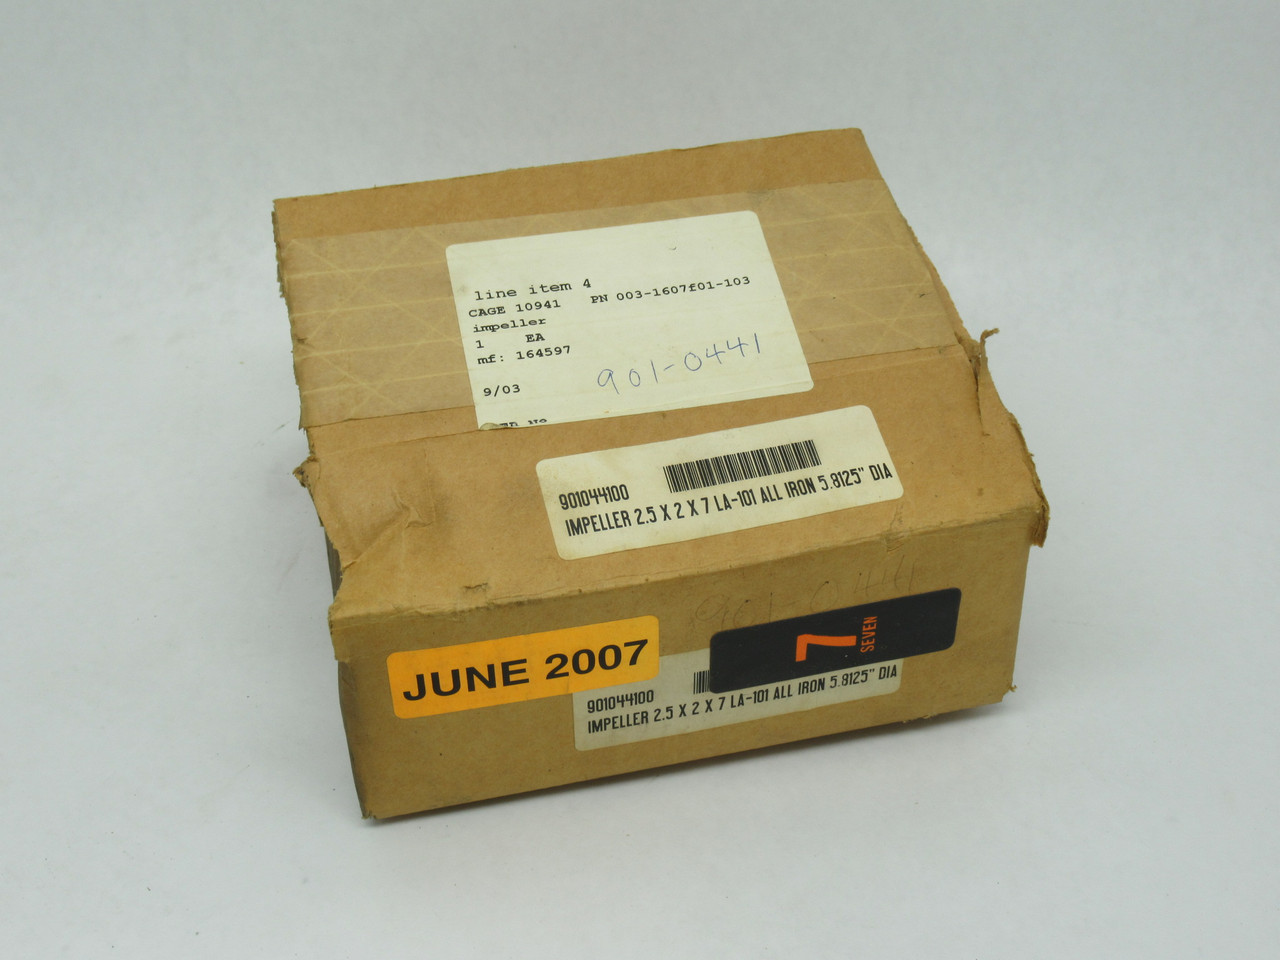 line item 4
CAGE 10941 PN 003-1607f01-103
impeller
1 EA
mf: 164597
9/03
901-0441
901044100
IMPELLER 2.5 X 2 X 7 LA-101 ALL IRON 5.8125" DIA
901-0441
JUNE 2007
7
SEVEN
901044100
IMPELLER 2.5 X 2 X 7 LA-101 ALL IRON 5.8125" DIA